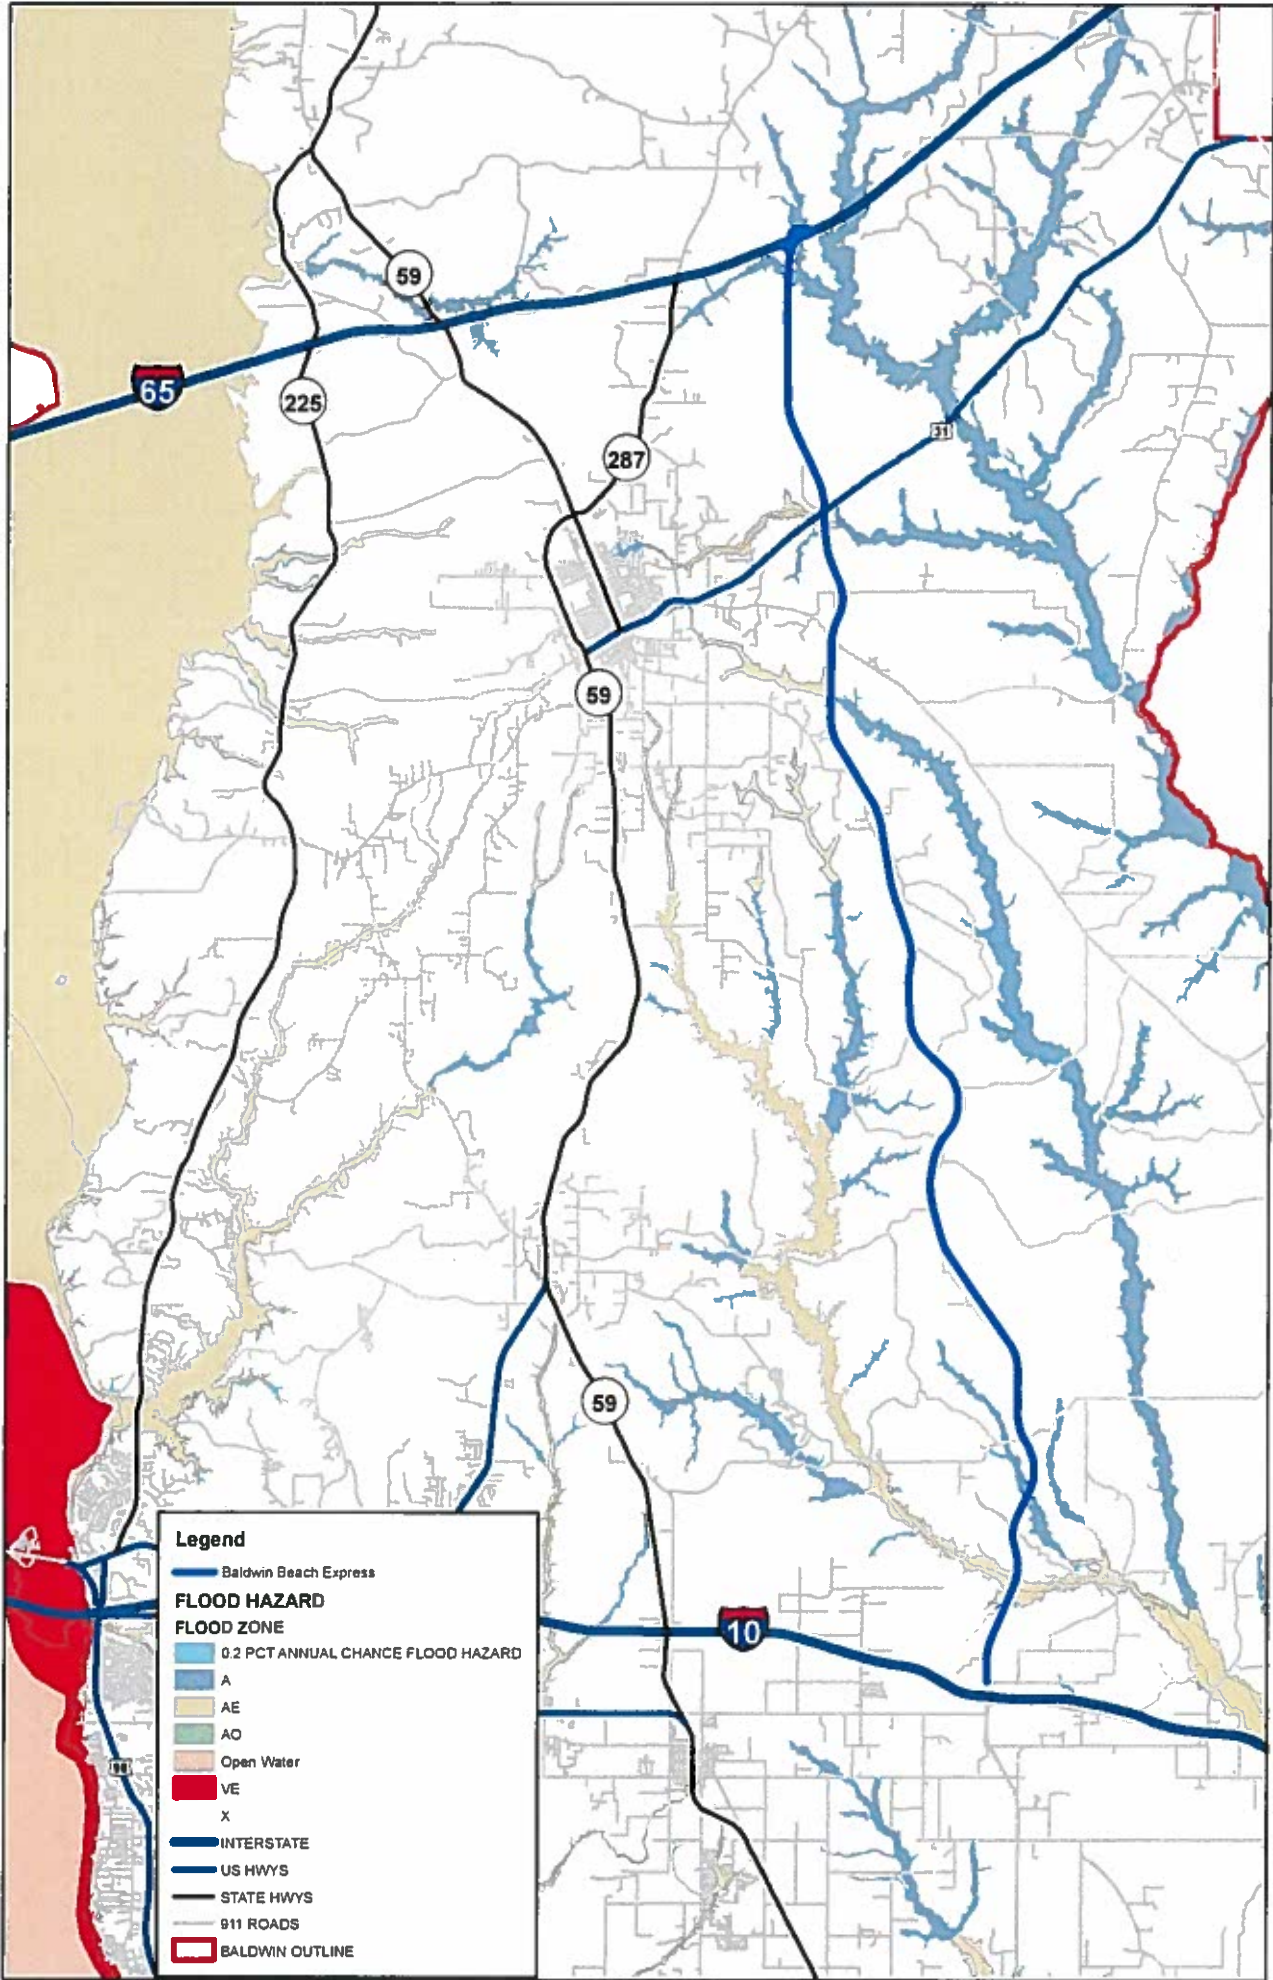 59
65
225
31
287
59
59
Legend
Baldwin Beach Express
FLOOD HAZARD
FLOOD ZONE
0.2 PCT ANNUAL CHANCE FLOOD HAZARD
A
AE
AO
Open Water
VE
X
INTERSTATE
US HWYS
STATE HWYS
911 ROADS
BALDWIN OUTLINE
10
98